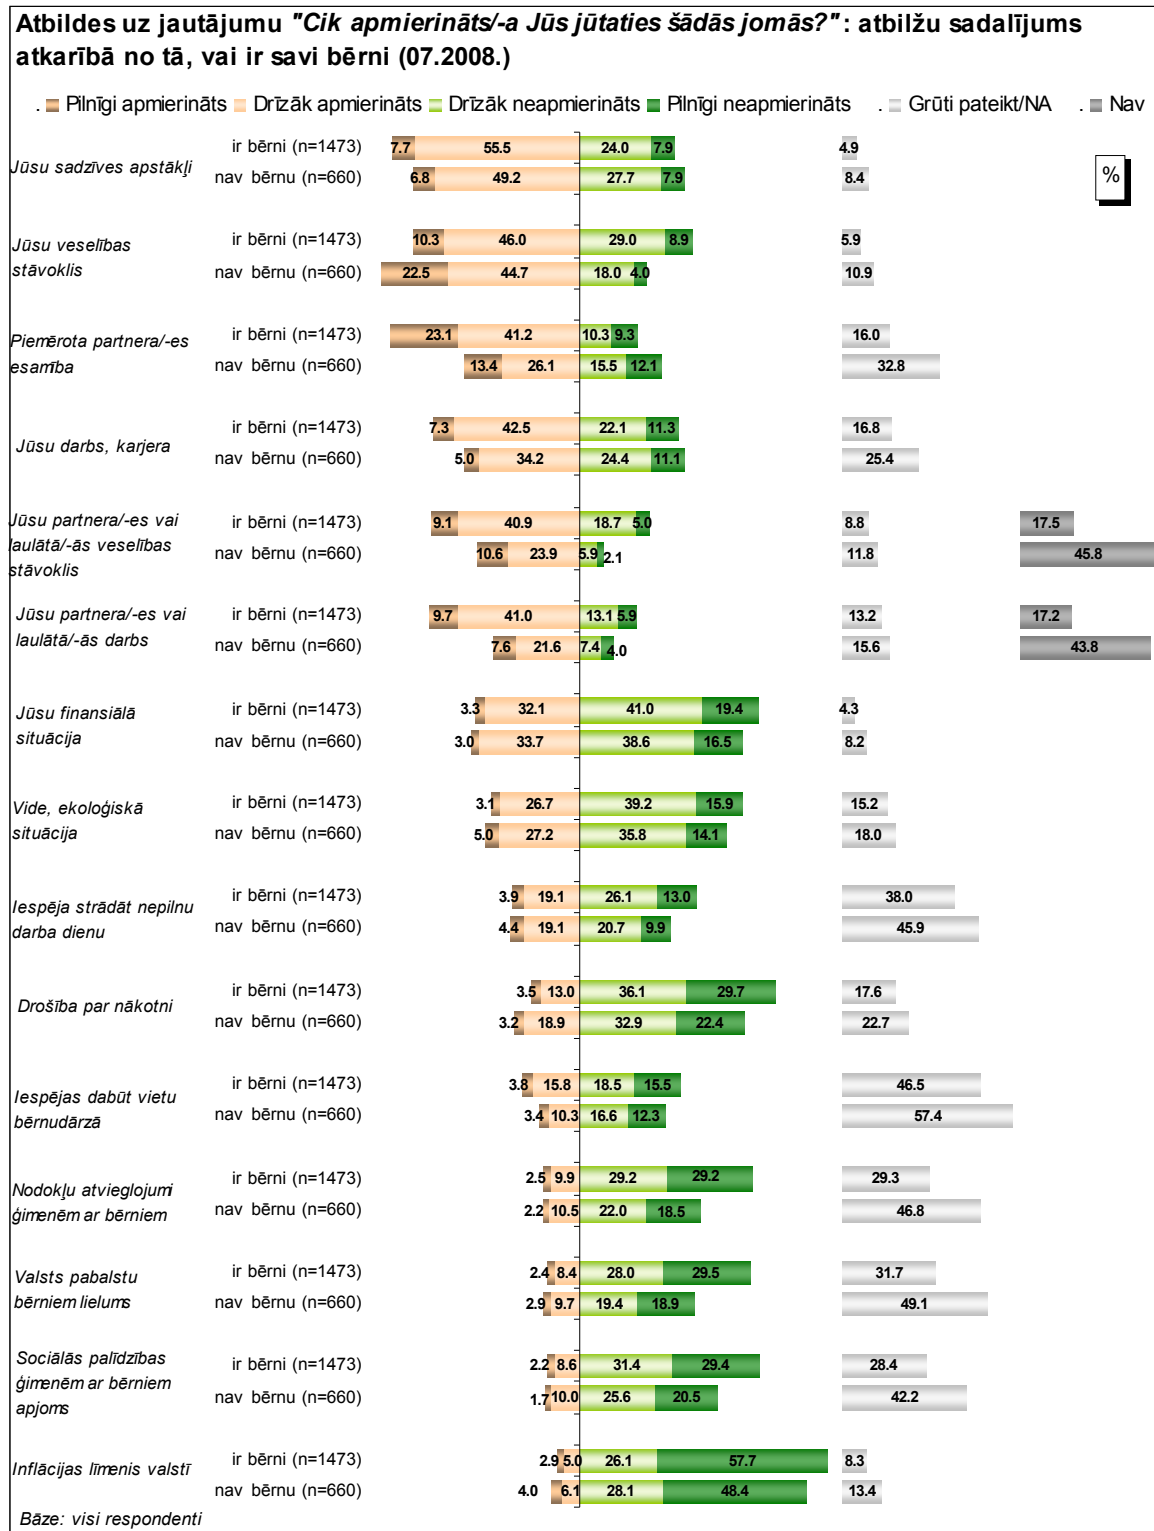 Atbildes uz jautājumu "Cik apmierināts/-a Jūs jūtaties šādās jomās?": atbilžu sadalījums
atkarībā no tā, vai ir savi bērni (07.2008.)
. Pilnīgi apmierināts Drīzāk apmierināts Drīzāk neapmierināts Pilnīgi neapmierināts . Grūti pateikt/NA . Nav
%
Jūsu sadzīves apstākļi
ir bērni (n=1473) 7.7 55.5 24.0 7.9 4.9
nav bērnu (n=660) 6.8 49.2 27.7 7.9 8.4
Jūsu veselības
stāvoklis
ir bērni (n=1473) 10.3 46.0 29.0 8.9 5.9
nav bērnu (n=660) 22.5 44.7 18.0 4.0 10.9
Piemērota partnera/-es
esamība
ir bērni (n=1473) 23.1 41.2 10.3 9.3 16.0
nav bērnu (n=660) 13.4 26.1 15.5 12.1 32.8
Jūsu darbs, karjera
ir bērni (n=1473) 7.3 42.5 22.1 11.3 16.8
nav bērnu (n=660) 5.0 34.2 24.4 11.1 25.4
Jūsu partnera/-es vai
laulātā/-ās veselības
stāvoklis
ir bērni (n=1473) 9.1 40.9 18.7 5.0 8.8 17.5
nav bērnu (n=660) 10.6 23.9 5.9 2.1 11.8 45.8
Jūsu partnera/-es vai
laulātā/-ās darbs
ir bērni (n=1473) 9.7 41.0 13.1 5.9 13.2 17.2
nav bērnu (n=660) 7.6 21.6 7.4 4.0 15.6 43.8
Jūsu finansiālā
situācija
ir bērni (n=1473) 3.3 32.1 41.0 19.4 4.3
nav bērnu (n=660) 3.0 33.7 38.6 16.5 8.2
Vide, ekoloģiskā
situācija
ir bērni (n=1473) 3.1 26.7 39.2 15.9 15.2
nav bērnu (n=660) 5.0 27.2 35.8 14.1 18.0
Iespēja strādāt nepilnu
darba dienu
ir bērni (n=1473) 3.9 19.1 26.1 13.0 38.0
nav bērnu (n=660) 4.4 19.1 20.7 9.9 45.9
Drošība par nākotni
ir bērni (n=1473) 3.5 13.0 36.1 29.7 17.6
nav bērnu (n=660) 3.2 18.9 32.9 22.4 22.7
Iespējas dabūt vietu
bērnudārzā
ir bērni (n=1473) 3.8 15.8 18.5 15.5 46.5
nav bērnu (n=660) 3.4 10.3 16.6 12.3 57.4
Nodokļu atvieglojumi
ģimenēm ar bērniem
ir bērni (n=1473) 2.5 9.9 29.2 29.2 29.3
nav bērnu (n=660) 2.2 10.5 22.0 18.5 46.8
Valsts pabalstu
bērniem lielums
ir bērni (n=1473) 2.4 8.4 28.0 29.5 31.7
nav bērnu (n=660) 2.9 9.7 19.4 18.9 49.1
Sociālās palīdzības
ģimenēm ar bērniem
apjoms
ir bērni (n=1473) 2.2 8.6 31.4 29.4 28.4
nav bērnu (n=660) 1.7 10.0 25.6 20.5 42.2
Inflācijas līmenis valstī
ir bērni (n=1473) 2.9 5.0 26.1 57.7 8.3
nav bērnu (n=660) 4.0 6.1 28.1 48.4 13.4
Bāze: visi respondenti